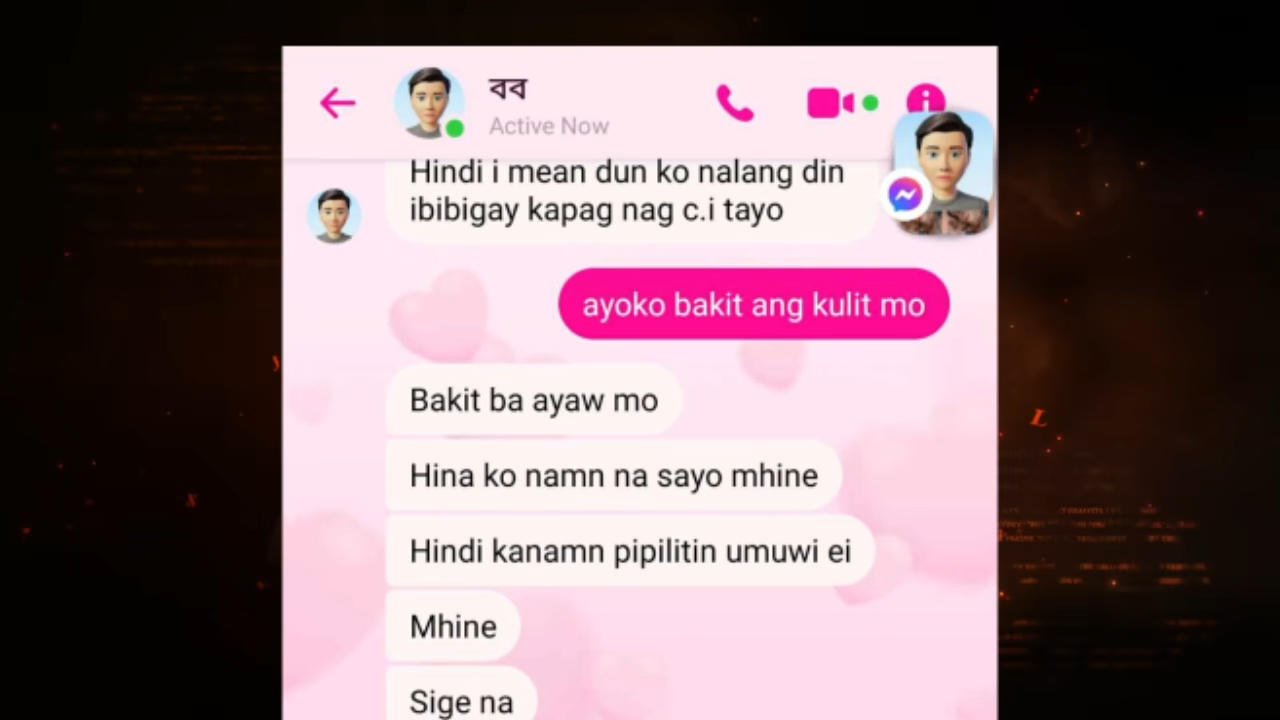 বব
Active Now
Hindi i mean dun ko nalang din
ibibigay kapag nag c.i tayo
ayoko bakit ang kulit mo
Bakit ba ayaw mo
Hina ko namn na sayo mhine
Hindi kanamn pipilitin umuwi ei
Mhine
Sige na